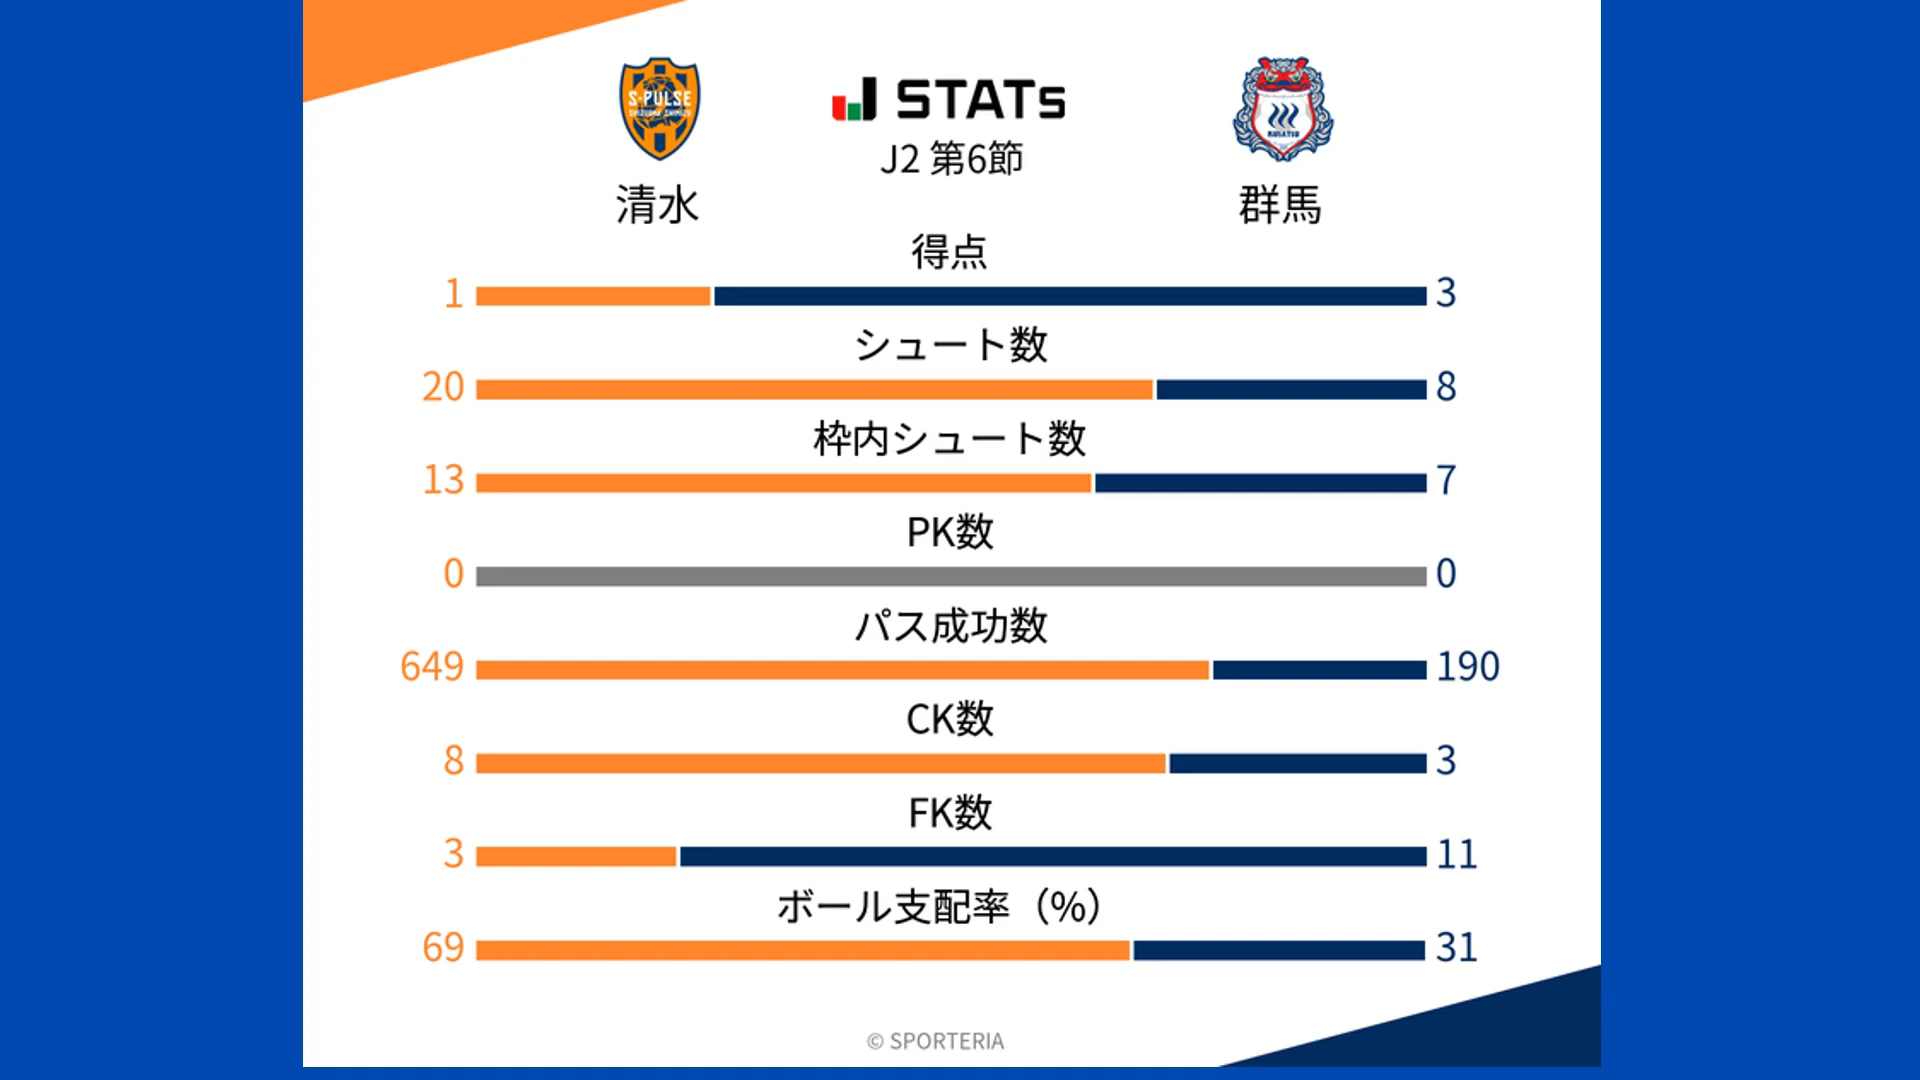 S-PULSE
STATS
J2 第6節
KUSATSU
清水
群馬
得点
1 3
シュート数
20 8
枠内シュート数
13 7
PK数
0 0
パス成功数
649 190
CK数
8 3
FK数
3 11
ボール支配率（%）
69 31
© SPORTERIA